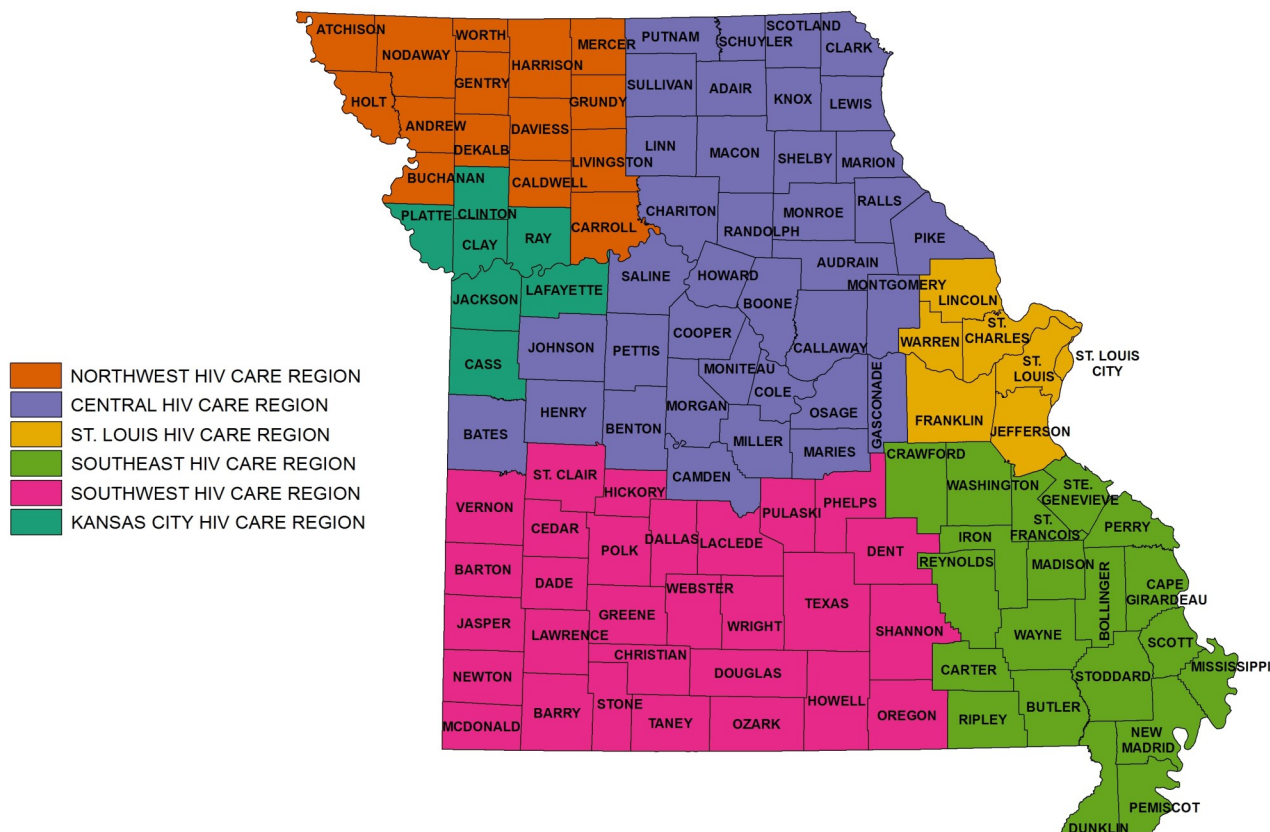 ATCHISON
NODAWAY
WORTH
HARRISON
MERCER
PUTNAM
SCHUYLER
SCOTLAND
CLARK
HOLT
GENTRY
GRUNDY
SULLIVAN
ADAIR
KNOX
LEWIS
ANDREW
DEKALB
DAVIESS
LIVINGSTON
LINN
MACON
SHELBY
MARION
BUCHANAN
CLINTON
CALDWELL
CARROLL
CHARITON
RANDOLPH
MONROE
RALLS
PIKE
PLATTE
CLAY
RAY
SALINE
HOWARD
BOONE
AUDRAIN
MONTGOMERY
LINCOLN
JACKSON
LAFAYETTE
COOPER
CALLAWAY
WARREN
ST.
CHARLES
ST.
LOUIS
ST. LOUIS
CITY
CASS
JOHNSON
PETTIS
MONITEAU
COLE
OSAGE
GASCONADE
FRANKLIN
JEFFERSON
BATES
HENRY
BENTON
MORGAN
MILLER
MARIES
CAMDEN
CRAWFORD
WASHINGTON
STE.
GENEVIEVE
ST.
FRANCOIS
PERRY
VERNON
ST. CLAIR
HICKORY
PULASKI
PHELPS
DENT
IRON
REYNOLDS
MADISON
BOLLINGER
CAPE
GIRARDEAU
CEDAR
POLK
DALLAS
LACLEDE
BARTON
DADE
GREENE
WEBSTER
WRIGHT
TEXAS
SHANNON
WAYNE
SCOTT
MISSISSIPPI
JASPER
LAWRENCE
CHRISTIAN
DOUGLAS
HOWELL
CARTER
STODDARD
NEWTON
MCDONALD
BARRY
STONE
TANEY
OZARK
OREGON
RIPLEY
BUTLER
NEW
MADRID
PEMISCOT
DUNKLIN
NORTHWEST HIV CARE REGION
CENTRAL HIV CARE REGION
ST. LOUIS HIV CARE REGION
SOUTHEAST HIV CARE REGION
SOUTHWEST HIV CARE REGION
KANSAS CITY HIV CARE REGION